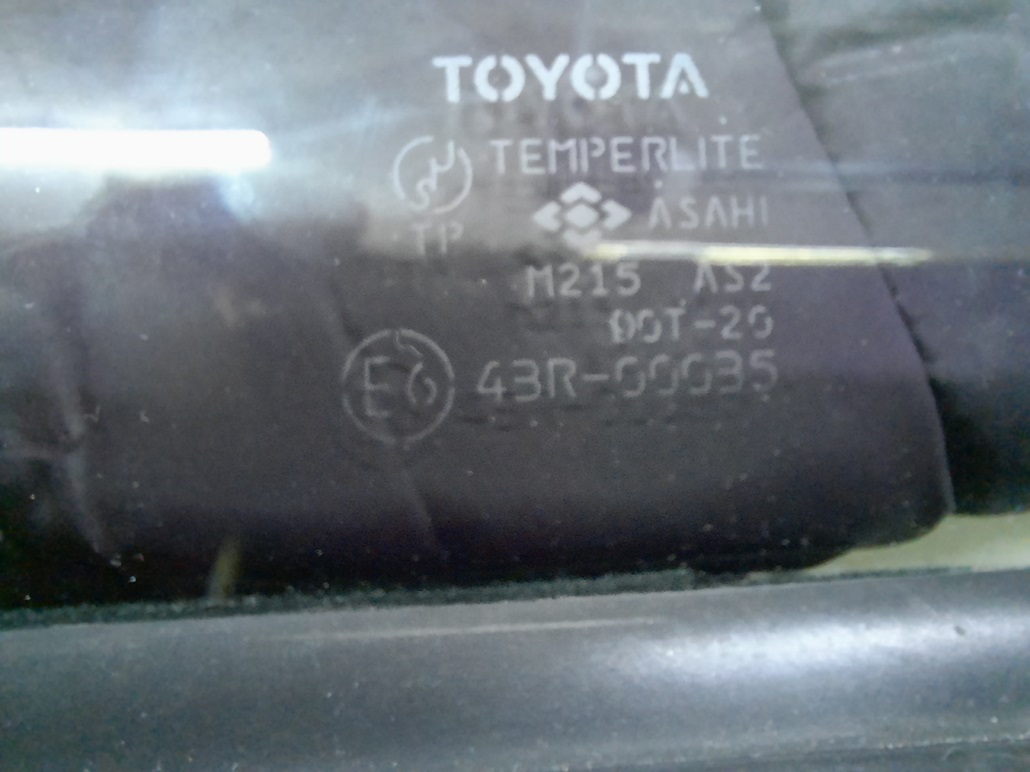 TOYOTA
TEMPERLITE
TP
ASAHI
M215 AS2
DOT-20
E6 43R-00035